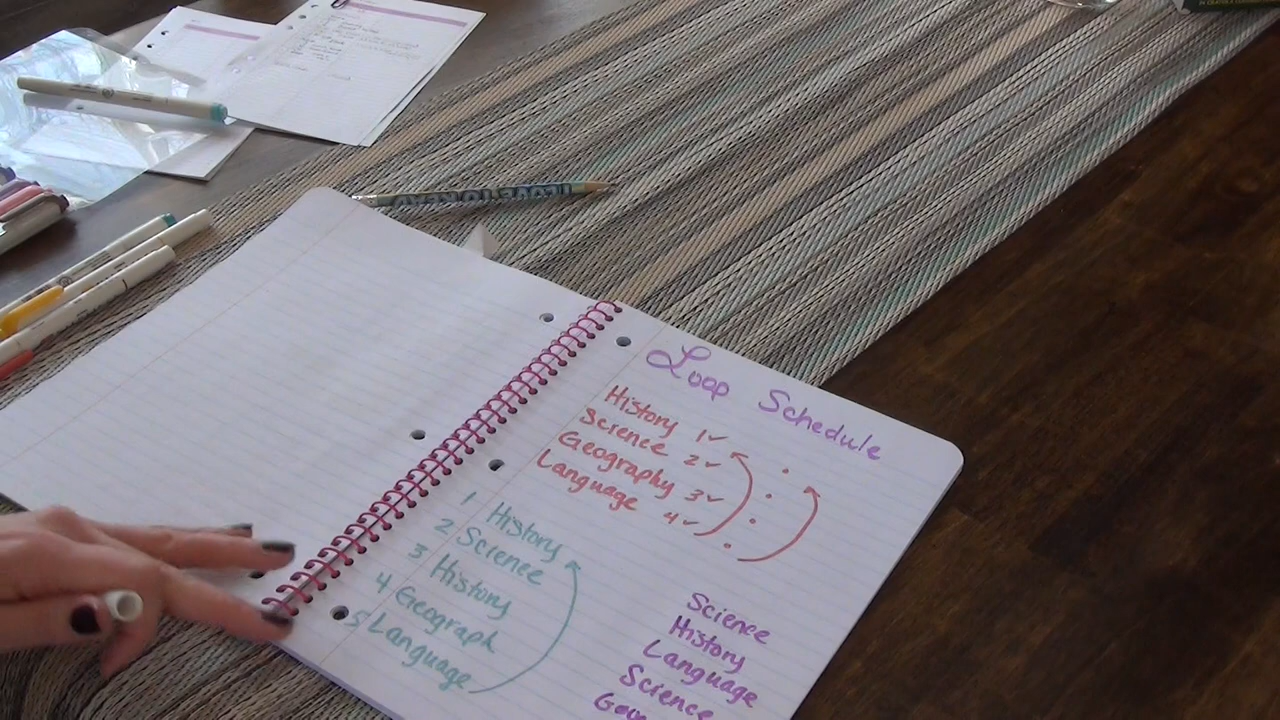 Loop Schedule
History 1✓
Science 2✓
Geography 3✓
Language 4✓
1 History
2 Science
3 History
4 Geograph
5 Language
Science
History
Language
Science